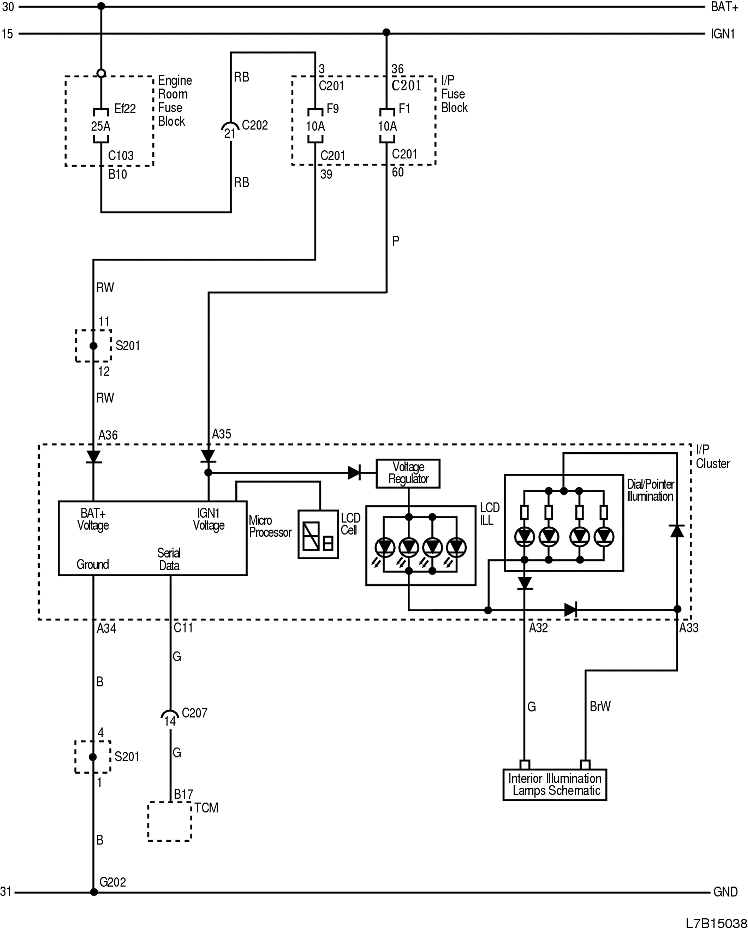 30
BAT+
15
IGN1
3
36
RB
C201
C201
I/P
Fuse
Block
Engine
Room
Fuse
Block
Ef22
25A
F9
10A
F1
10A
21
C202
C103
B10
C201
39
C201
60
RB
P
RW
11
S201
12
RW
A36
A35
I/P
Cluster
Voltage
Regulator
Dial/Pointer
Illumination
BAT+
Voltage
IGN1
Voltage
Micro
Processor
LCD
Cell
LCD
ILL
Ground
Serial
Data
A34
C11
A32
A33
G
B
G
BrW
C207
14
4
S201
1
G
B17
TCM
Interior Illumination
Lamps Schematic
B
G202
31
GND
L7B15038